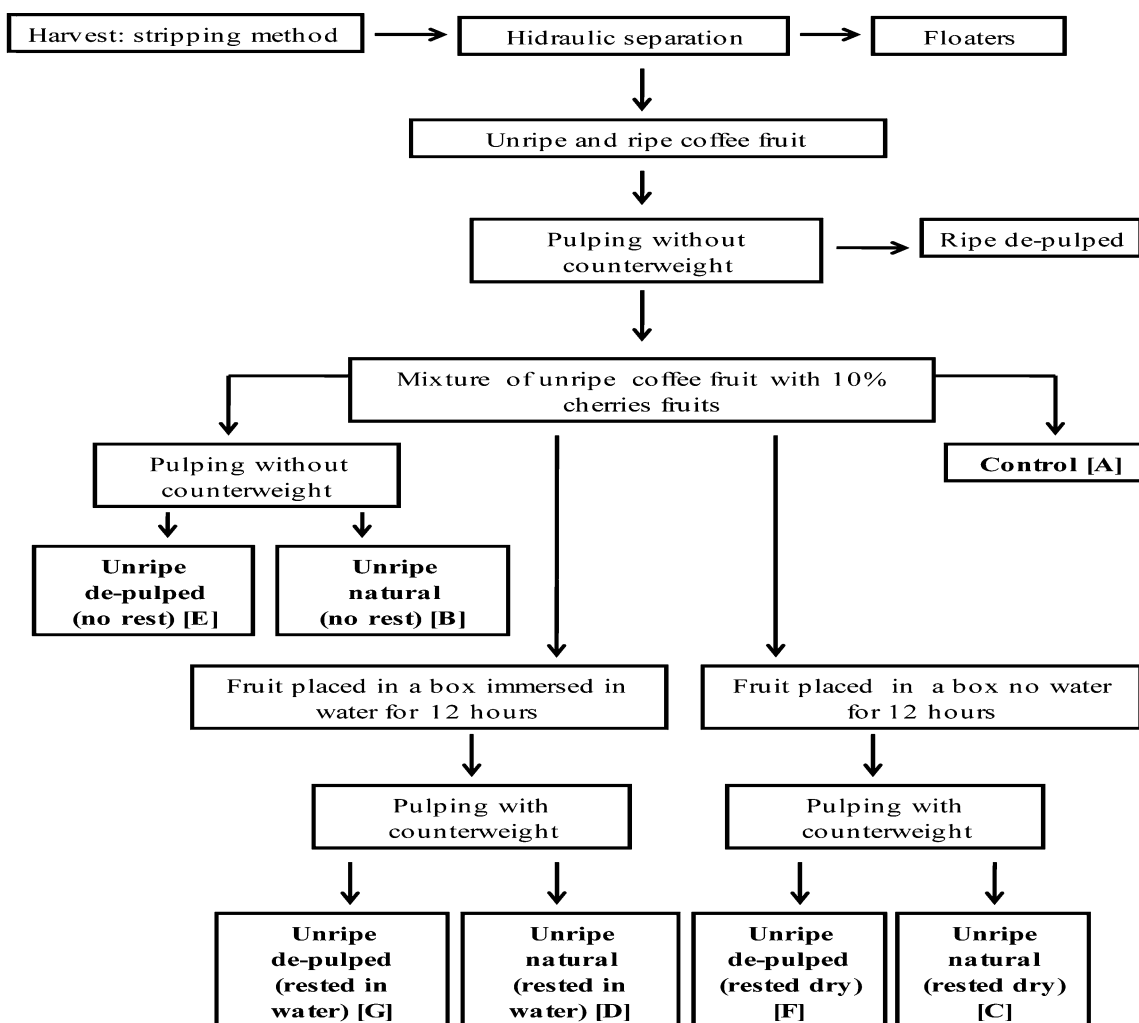 Harvest: stripping method
Hidraulic separation
Floaters
Unripe and ripe coffee fruit
Pulping without
counterweight
Ripe de-pulped
Mixture of unripe coffee fruit with 10%
cherries fruits
Pulping without
counterweight
Control [A]
Unripe
de-pulped
(no rest) [E]
Unripe
natural
(no rest) [B]
Fruit placed in a box immersed in
water for 12 hours
Fruit placed in a box no water
for 12 hours
Pulping with
counterweight
Pulping with
counterweight
Unripe
de-pulped
(rested in
water) [G]
Unripe
natural
(rested in
water) [D]
Unripe
de-pulped
(rested dry)
[F]
Unripe
natural
(rested dry)
[C]